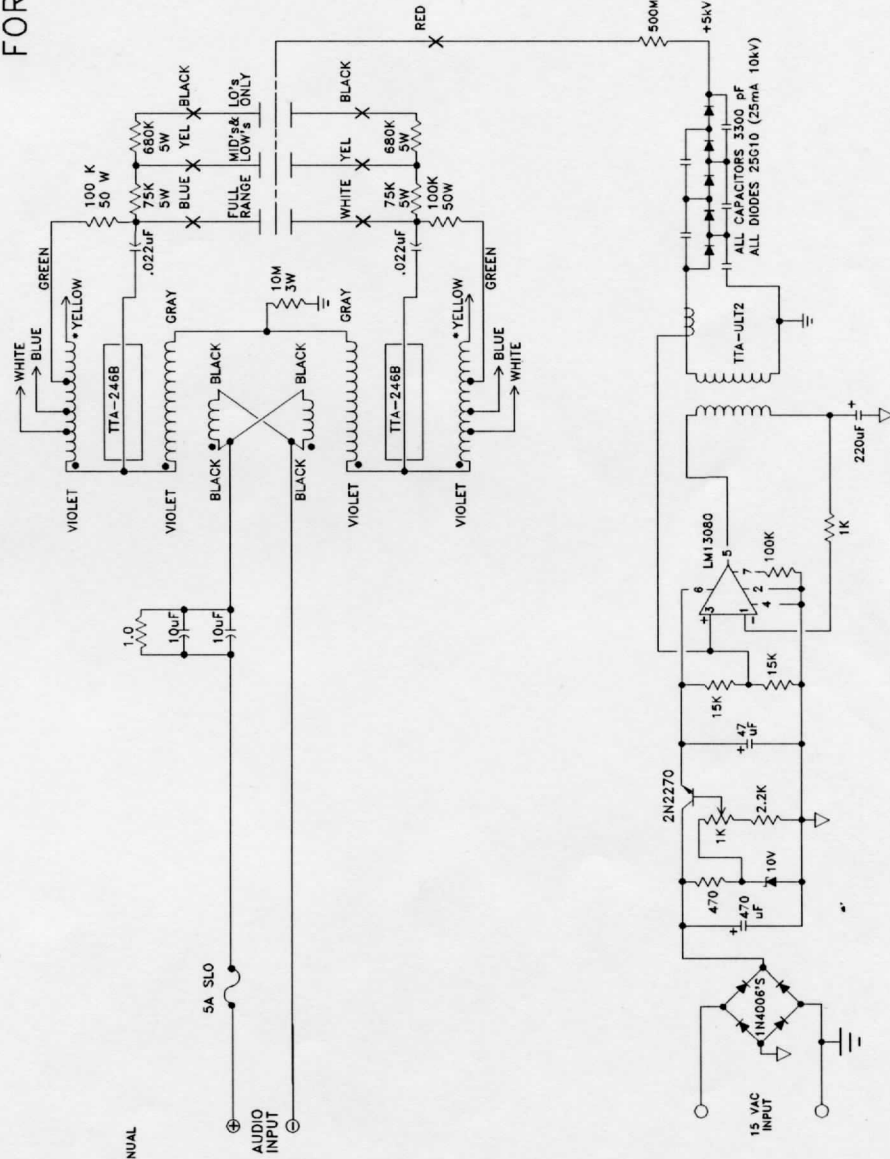 FOR
WHITE
BLUE
YELLOW
GREEN
VIOLET
TTA-246B
VIOLET
GRAY
100 K
50 W
.022uF
75K
5W
680K
5W
BLUE
YEL
BLACK
FULL
RANGE
MID's&
LOW's
LO's
ONLY
WHITE
YEL
BLACK
75K
5W
680K
5W
100K
50W
.022uF
GREEN
10M
3W
BLACK
BLACK
BLACK
BLACK
GRAY
VIOLET
TTA-246B
VIOLET
YELLOW
BLUE
WHITE
1.0
10uF
10uF
5A SLO
AUDIO
INPUT
+
-
NUAL
RED
500M
+5kV
ALL CAPACITORS 3300 pF
ALL DIODES 25G10 (25mA 10kV)
TTA-ULT2
LM13080
6
3
+
1
-
5
7
2
4
100K
1K
220uF
+
15K
15K
+
47
uF
2N2270
1K
2.2K
470
10V
+
470
uF
1N4006'S
15 VAC
INPUT